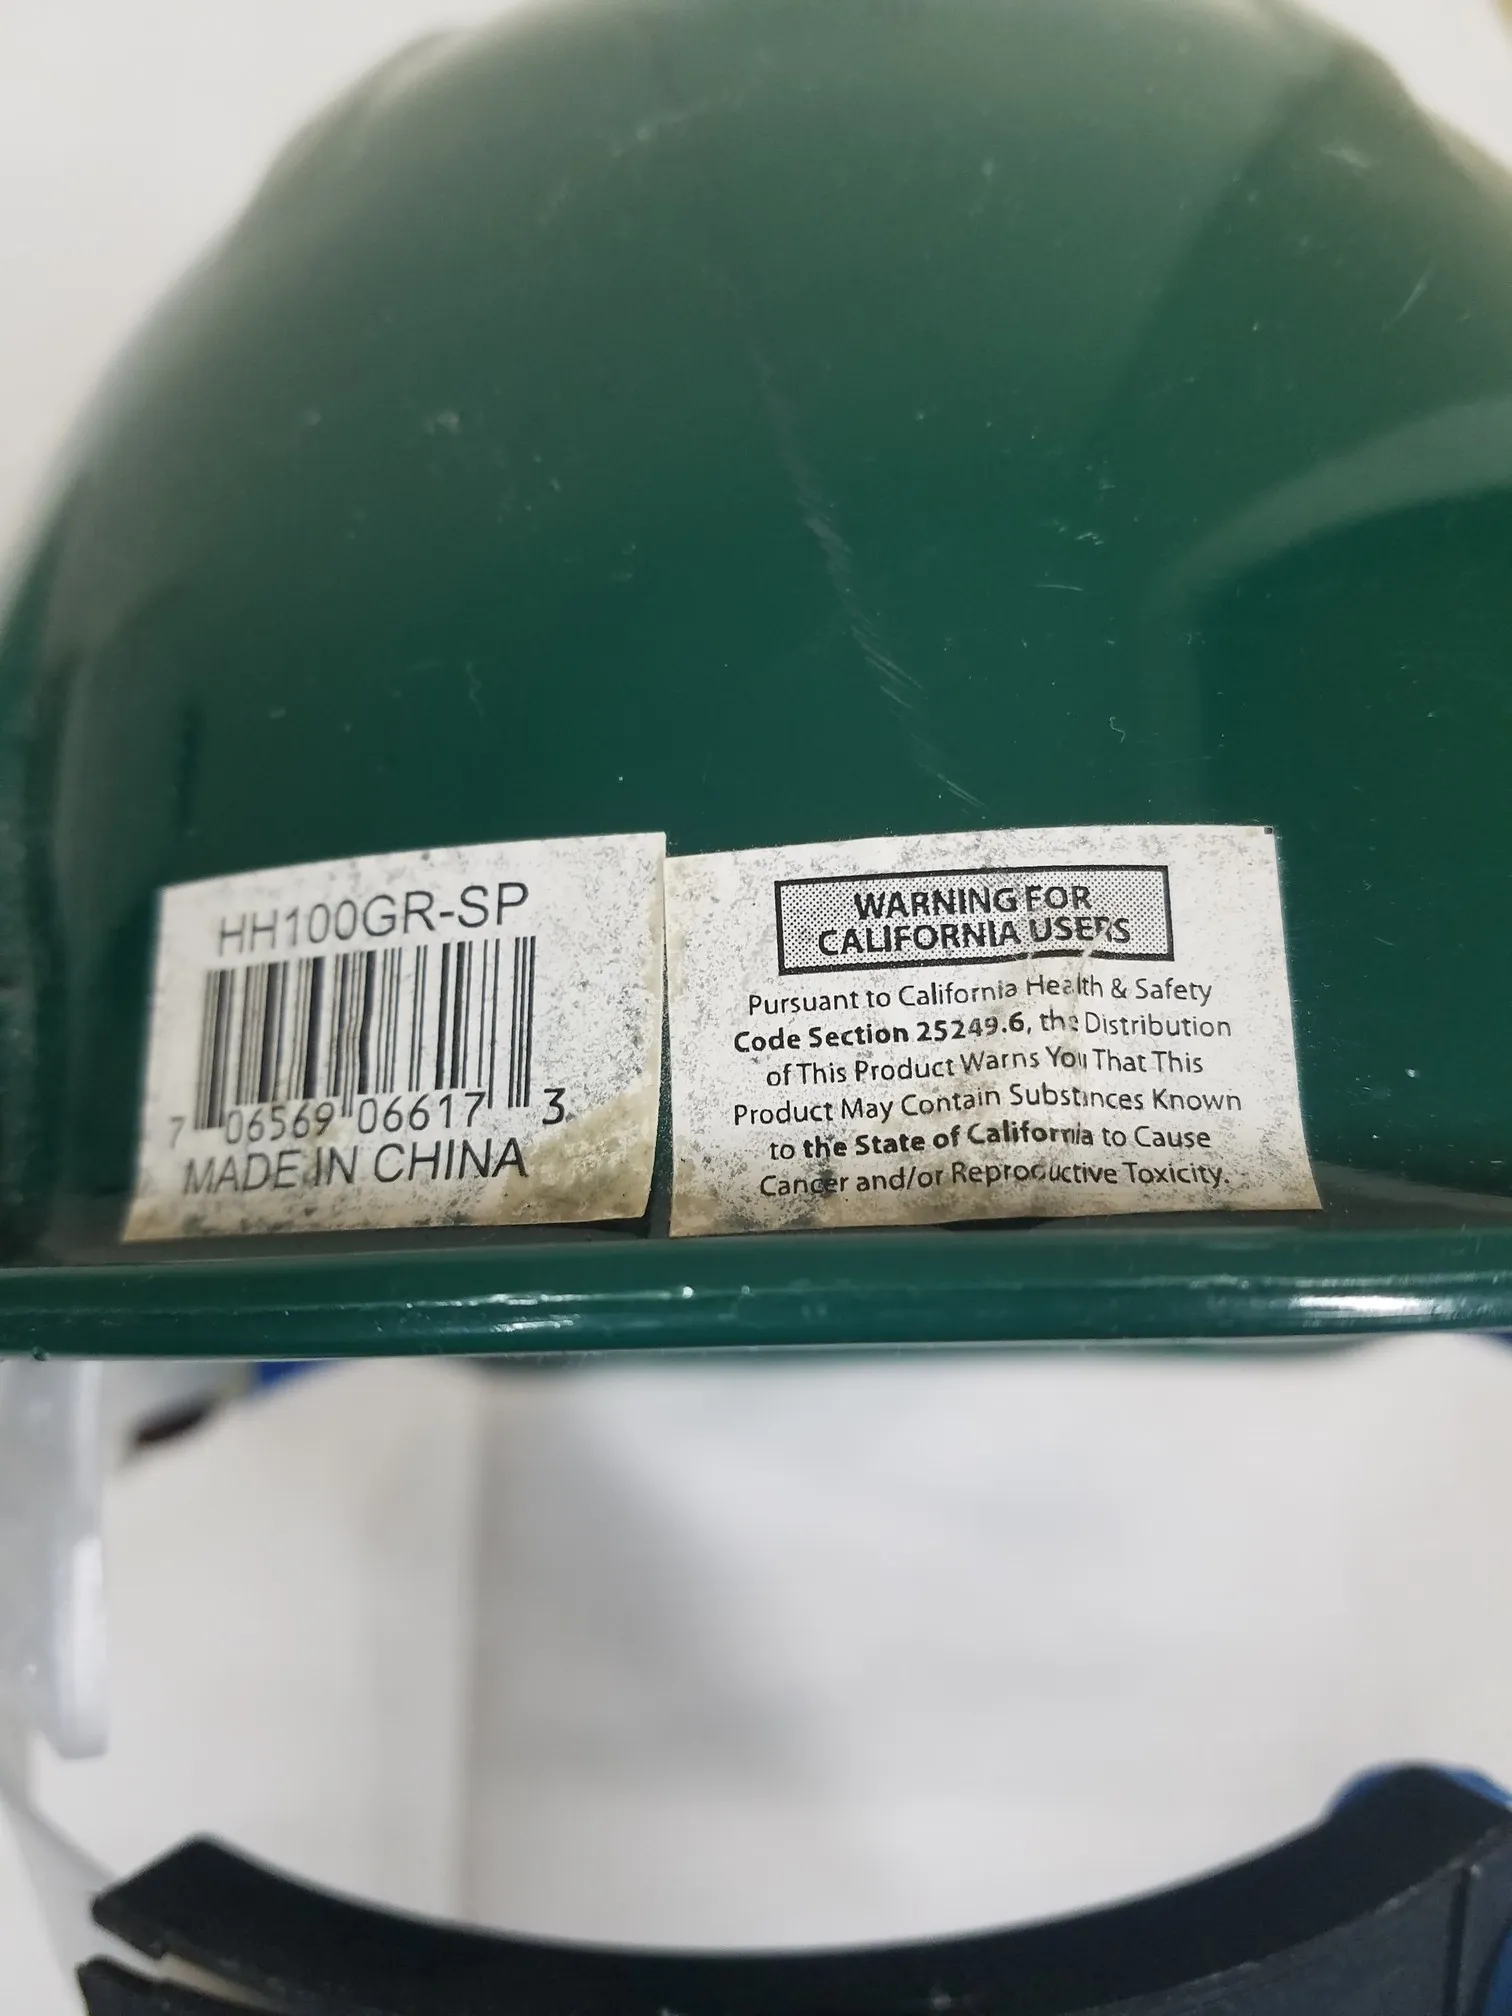 HH100GR-SP
7 06569 06617 3
MADE IN CHINA
WARNING FOR
CALIFORNIA USERS
Pursuant to California Health & Safety
Code Section 25249.6, the Distribution
of This Product Warns You That This
Product May Contain Substances Known
to the State of California to Cause
Cancer and/or Reproductive Toxicity.